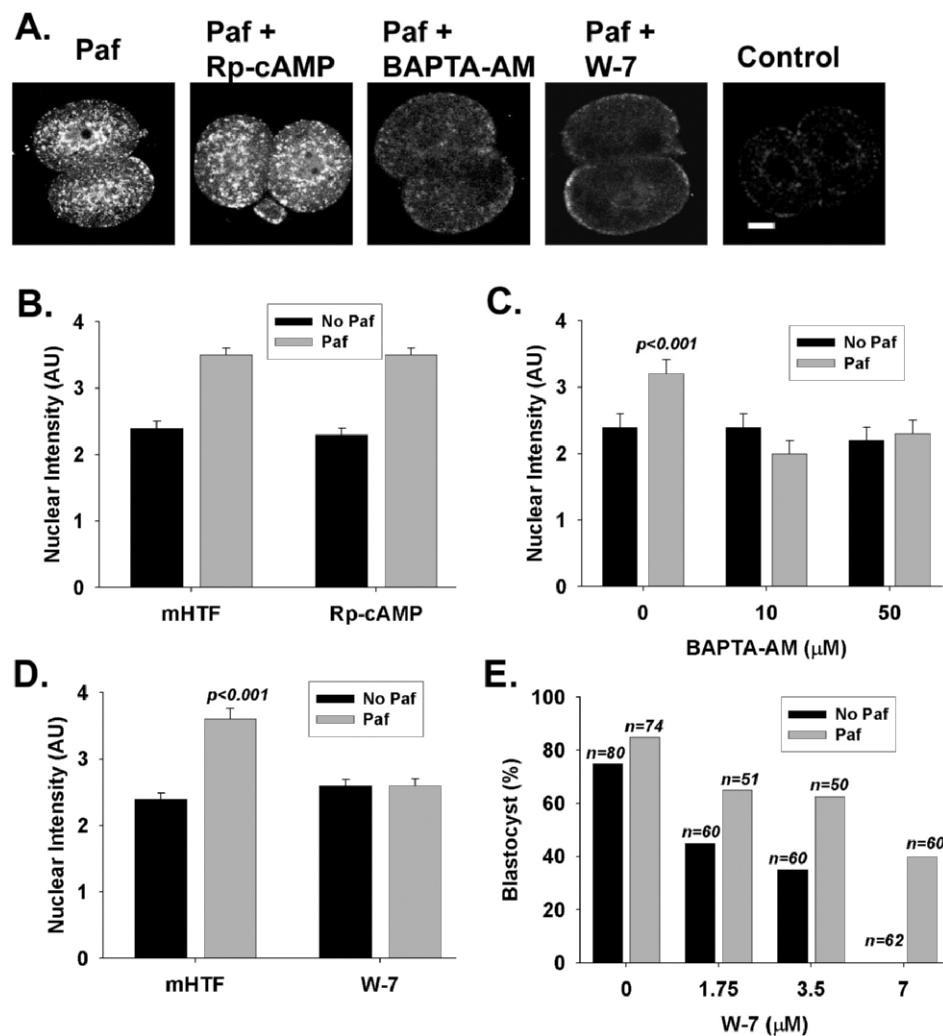 A.
Paf
Paf +
Rp-cAMP
Paf +
BAPTA-AM
Paf +
W-7
Control
B.
Nuclear Intensity (AU)
4
3
2
1
0
No Paf
Paf
mHTF
Rp-cAMP
C.
Nuclear Intensity (AU)
4
3
2
1
0
p<0.001
No Paf
Paf
0
10
50
BAPTA-AM (μM)
D.
Nuclear Intensity (AU)
4
3
2
1
0
p<0.001
No Paf
Paf
mHTF
W-7
E.
Blastocyst (%)
100
80
60
40
20
0
No Paf
Paf
n=80
n=74
n=60
n=51
n=60
n=50
n=62
n=60
0
1.75
3.5
7
W-7 (μM)